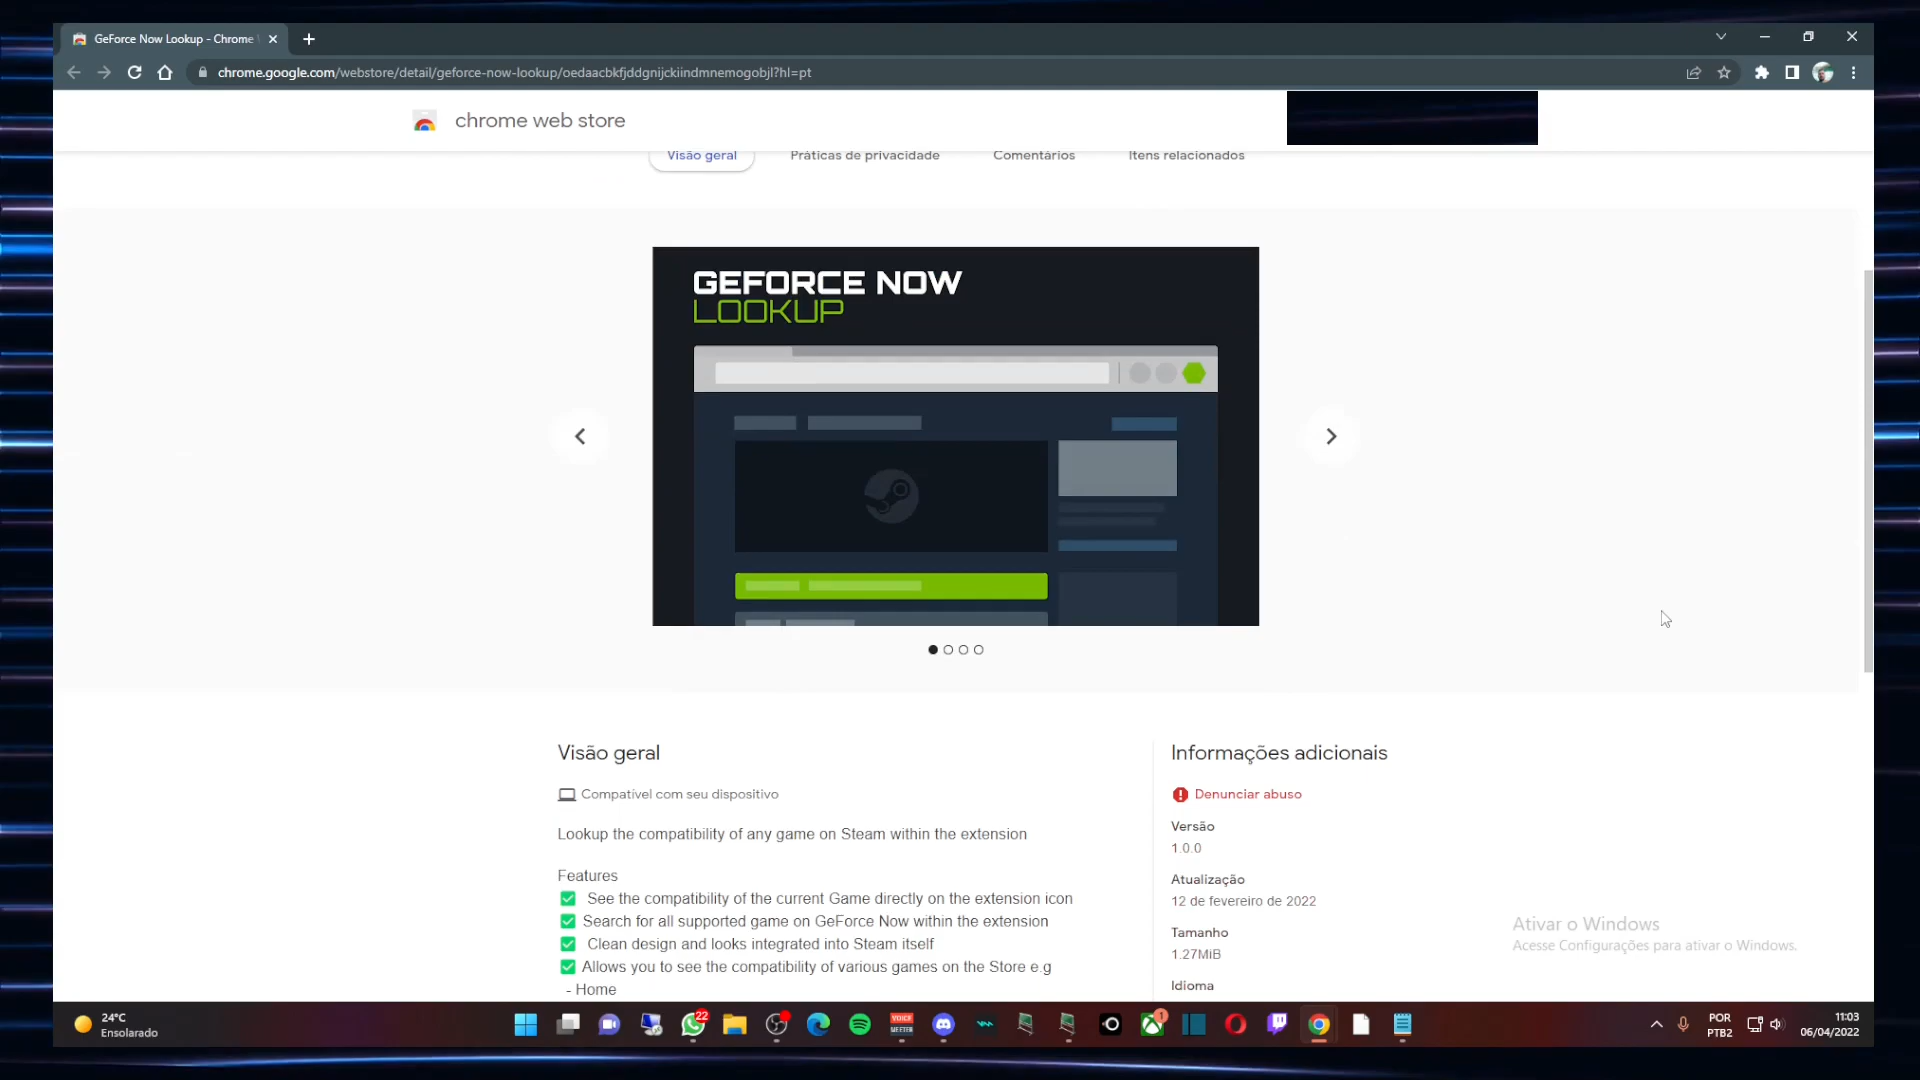 GeForce Now Lookup - Chrome
chrome.google.com/webstore/detail/geforce-now-lookup/oedaacbkfjddgnijckiindmnemogobjl?hl=pt
chrome web store
Visão geral
Práticas de privacidade
Comentários
Itens relacionados
GEFORCE NOW
LOOKUP
Visão geral
Compatível com seu dispositivo
Lookup the compatibility of any game on Steam within the extension
Features
✅ See the compatibility of the current Game directly on the extension icon
✅ Search for all supported game on GeForce Now within the extension
✅ Clean design and looks integrated into Steam itself
✅ Allows you to see the compatibility of various games on the Store e.g
- Home
Informações adicionais
Denunciar abuso
Versão
1.0.0
Atualização
12 de fevereiro de 2022
Tamanho
1.27MiB
Idioma
Ativar o Windows
Acesse Configurações para ativar o Windows.
24°C
Ensolarado
22
VOICE
MEETER
1
POR
PTB2
11:03
06/04/2022